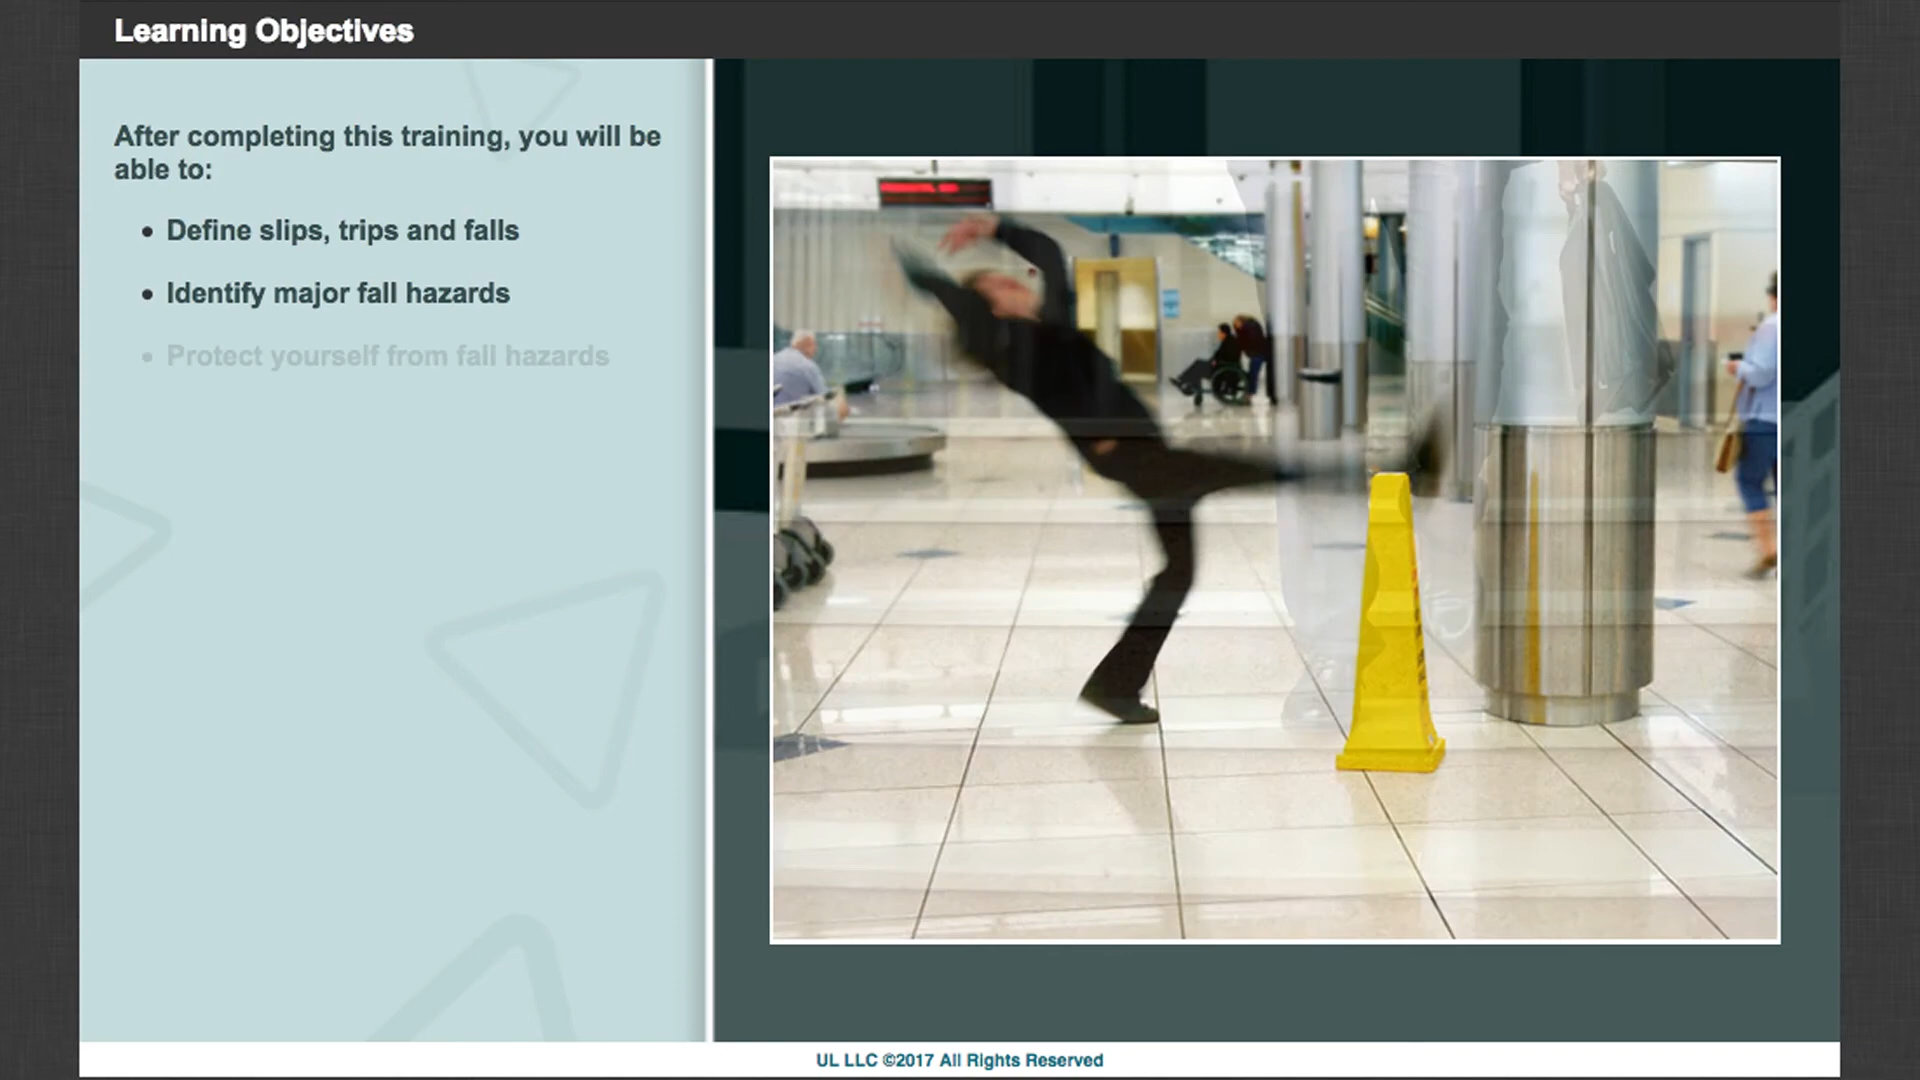 Learning Objectives
After completing this training, you will be
able to:
• Define slips, trips and falls
• Identify major fall hazards
• Protect yourself from fall hazards
UL LLC ©2017 All Rights Reserved